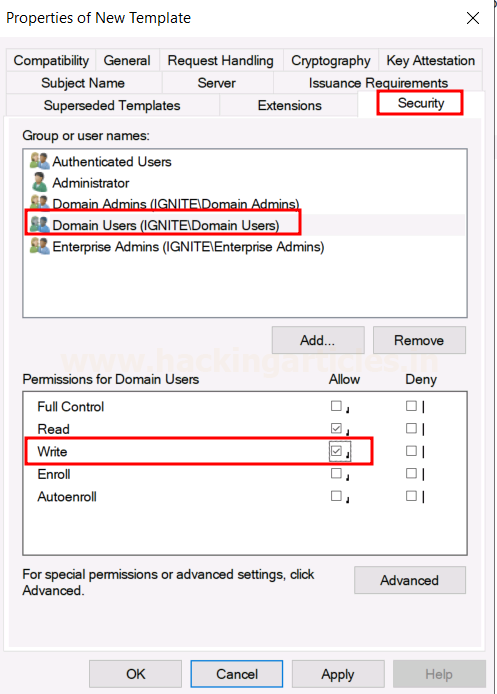 Properties of New Template
Compatibility General Request Handling Cryptography Key Attestation
Subject Name Server Issuance Requirements
Superseded Templates Extensions Security
Group or user names:
Authenticated Users
Administrator
Domain Admins (IGNITE\Domain Admins)
Domain Users (IGNITE\Domain Users)
Enterprise Admins (IGNITE\Enterprise Admins)
Add... Remove
www.hackingarticles.in
Permissions for Domain Users Allow Deny
Full Control
Read
Write
Enroll
Autoenroll
For special permissions or advanced settings, click
Advanced.
Advanced
OK Cancel Apply Help